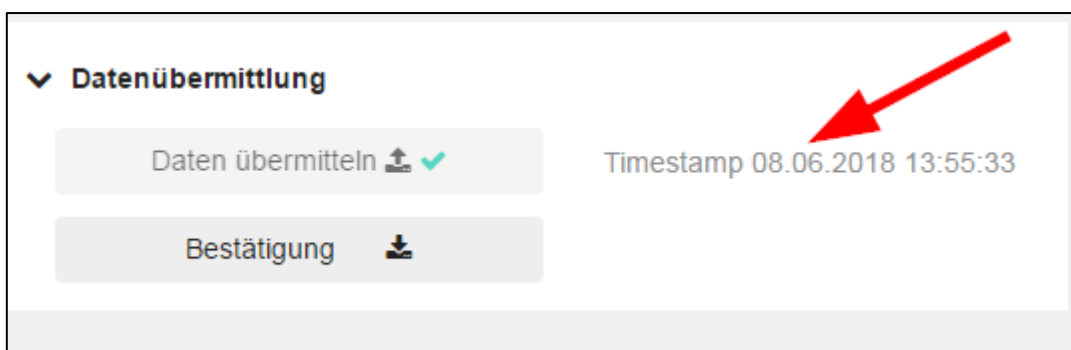 Datenübermittlung
Daten übermitteln
Timestamp 08.06.2018 13:55:33
Bestätigung